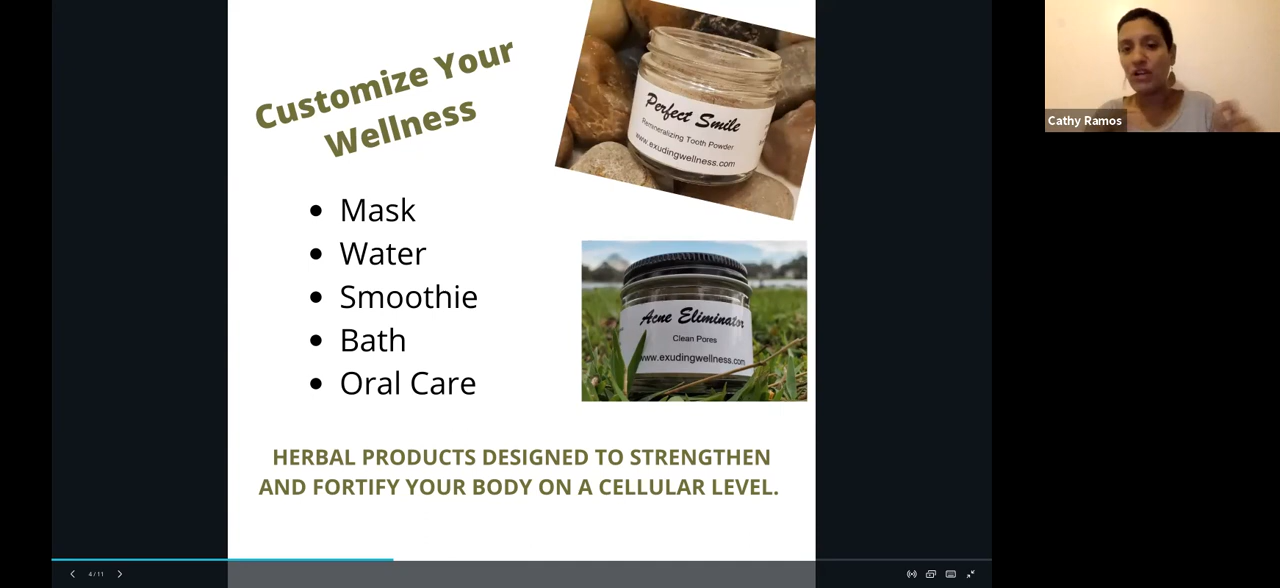 Customize Your
Wellness
Perfect Smile
Remineralizing Tooth Powder
www.exudingwellness.com
Cathy Ramos
• Mask
• Water
• Smoothie
• Bath
• Oral Care
Acne Eliminator
Clean Pores
www.exudingwellness.com
HERBAL PRODUCTS DESIGNED TO STRENGTHEN
AND FORTIFY YOUR BODY ON A CELLULAR LEVEL.
4 / 11